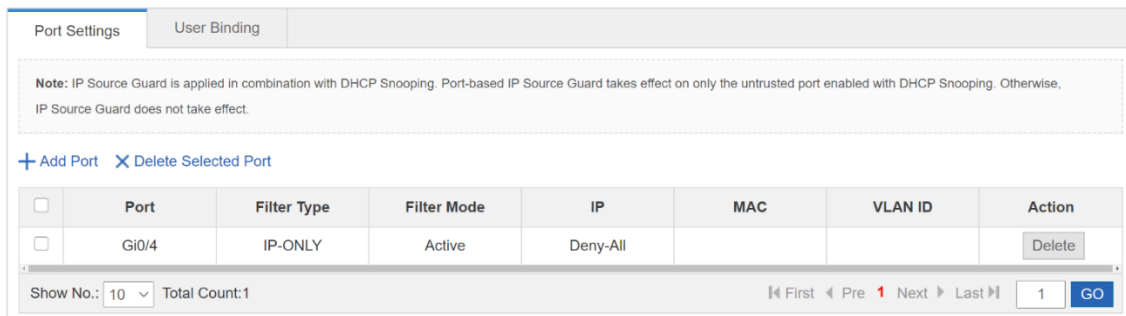 Port Settings
User Binding
Note: IP Source Guard is applied in combination with DHCP Snooping. Port-based IP Source Guard takes effect on only the untrusted port enabled with DHCP Snooping. Otherwise,
IP Source Guard does not take effect.
Add Port Delete Selected Port
Port Filter Type Filter Mode IP MAC VLAN ID Action
Gi0/4 IP-ONLY Active Deny-All Delete
Show No.: 10 Total Count:1 First Pre 1 Next Last 1 GO